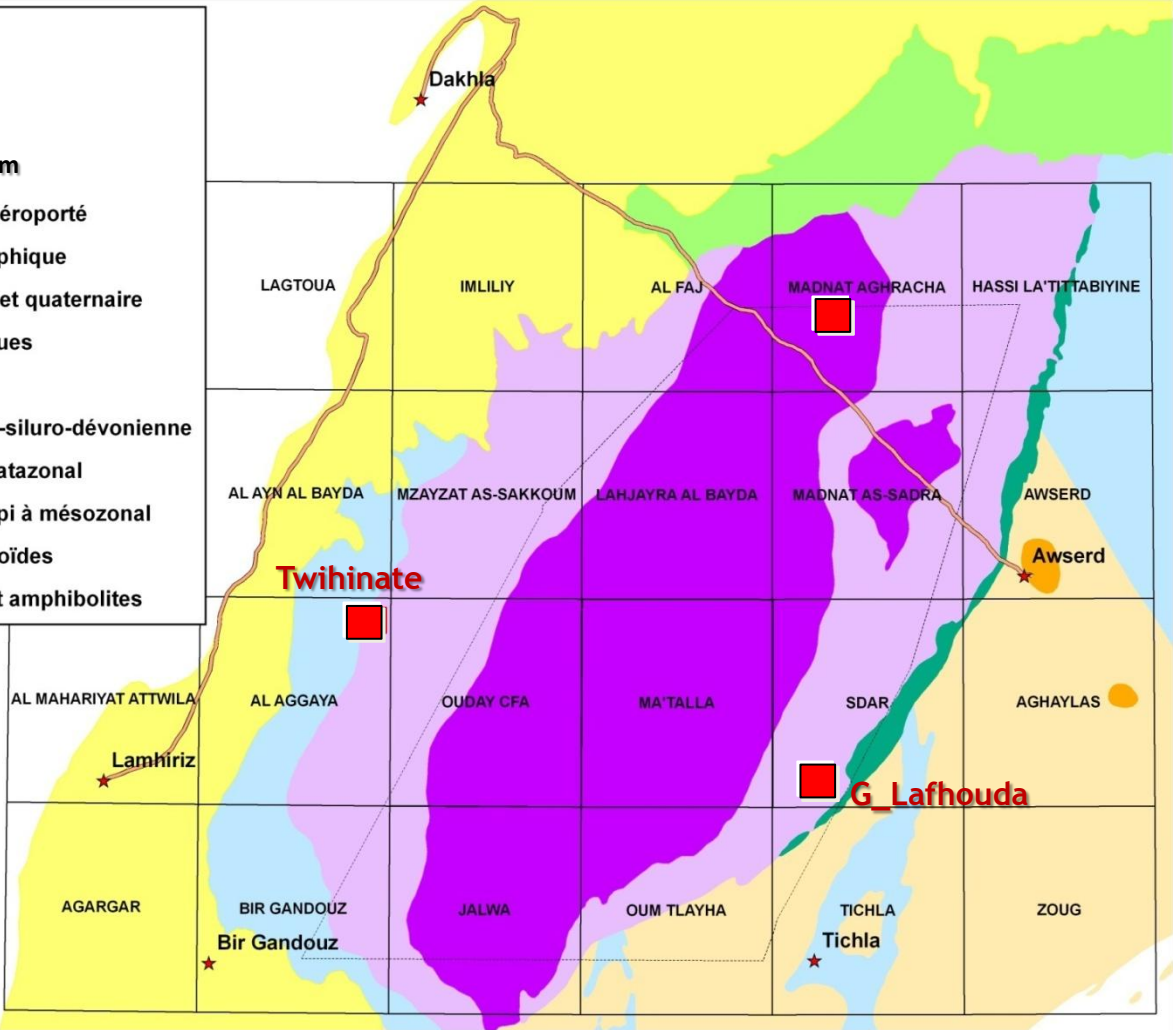 Dakhla
m
éroporté
phique
et quaternaire
ues
-siluro-dévonienne
atazonal
pi à mésozonal
oïdes
t amphibolites
LAGTOUA
IMLILIY
AL FAJ
MADNAT AGHRACHA
HASSI LA'TITTABIYINE
AL AYN AL BAYDA
MZAYZAT AS-SAKKOUM
LAHJAYRA AL BAYDA
MADNAT AS-SADRA
AWSERD
Awserd
Twihinate
AL MAHARIYAT ATTWILA
AL AGGAYA
OUDAY CFA
MA'TALLA
SDAR
AGHAYLAS
Lamhiriz
G_Lafhouda
AGARGAR
BIR GANDOUZ
JALWA
OUM TLAYHA
TICHLA
ZOUG
Bir Gandouz
Tichla